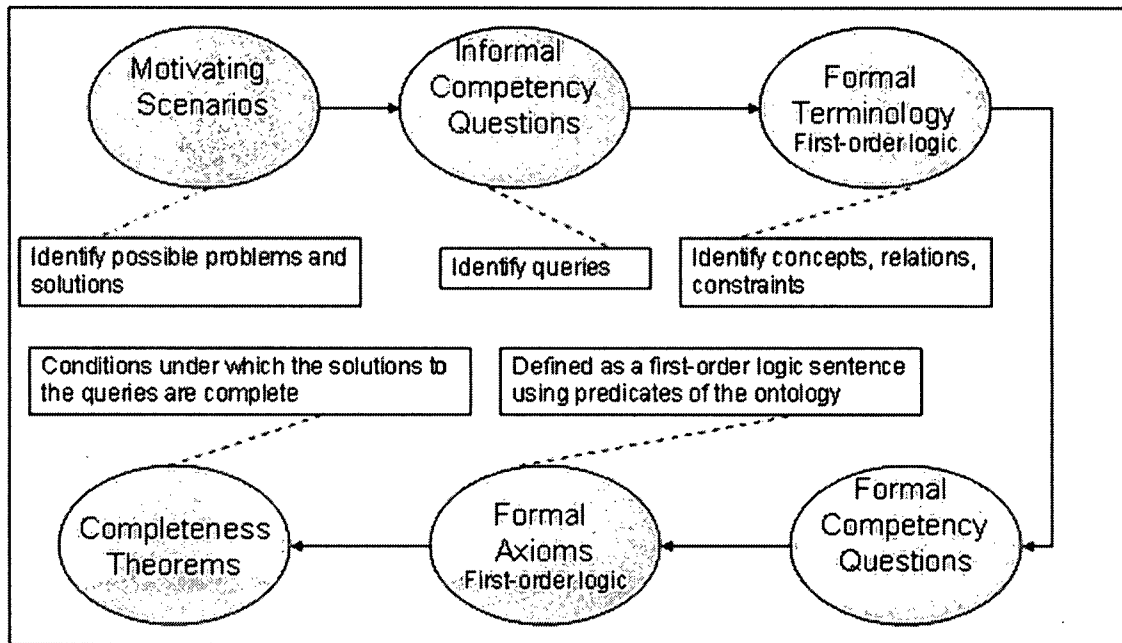 Motivating
Scenarios
Informal
Competency
Questions
Formal
Terminology
First-order logic
Identify possible problems and
solutions
Identify queries
Identify concepts, relations,
constraints
Conditions under which the solutions to
the queries are complete
Defined as a first-order logic sentence
using predicates of the ontology
Completeness
Theorems
Formal
Axioms
First-order logic
Formal
Competency
Questions